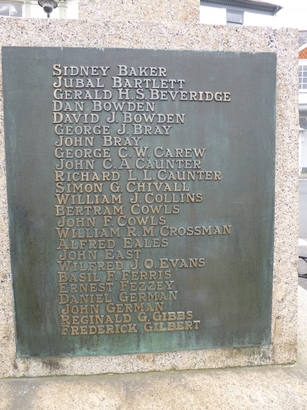 SIDNEY BAKER
JUBAL BARTLETT
GERALD H.S. BEVERIDGE
DAN BOWDEN
DAVID J. BOWDEN
GEORGE J. BRAY
JOHN BRAY
GEORGE C.W. CAREW
JOHN C.A. CAUNTER
RICHARD L.L. CAUNTER
SIMON G. CHIVALL
WILLIAM J. COLLINS
BERTRAM COWLS
JOHN F. COWLS
WILLIAM R.M. CROSSMAN
ALFRED EALES
JOHN EAST
WILFRED J.O. EVANS
BASIL F. FERRIS
ERNEST FEZZEY
DANIEL GERMAN
JOHN GERMAN
REGINALD G. GIBBS
FREDERICK GILBERT